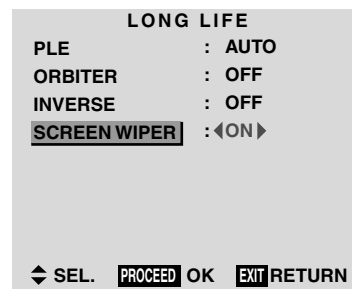 LONG LIFE
PLE : AUTO
ORBITER : OFF
INVERSE : OFF
SCREEN WIPER : ON
SEL. PROCEED OK EXIT RETURN